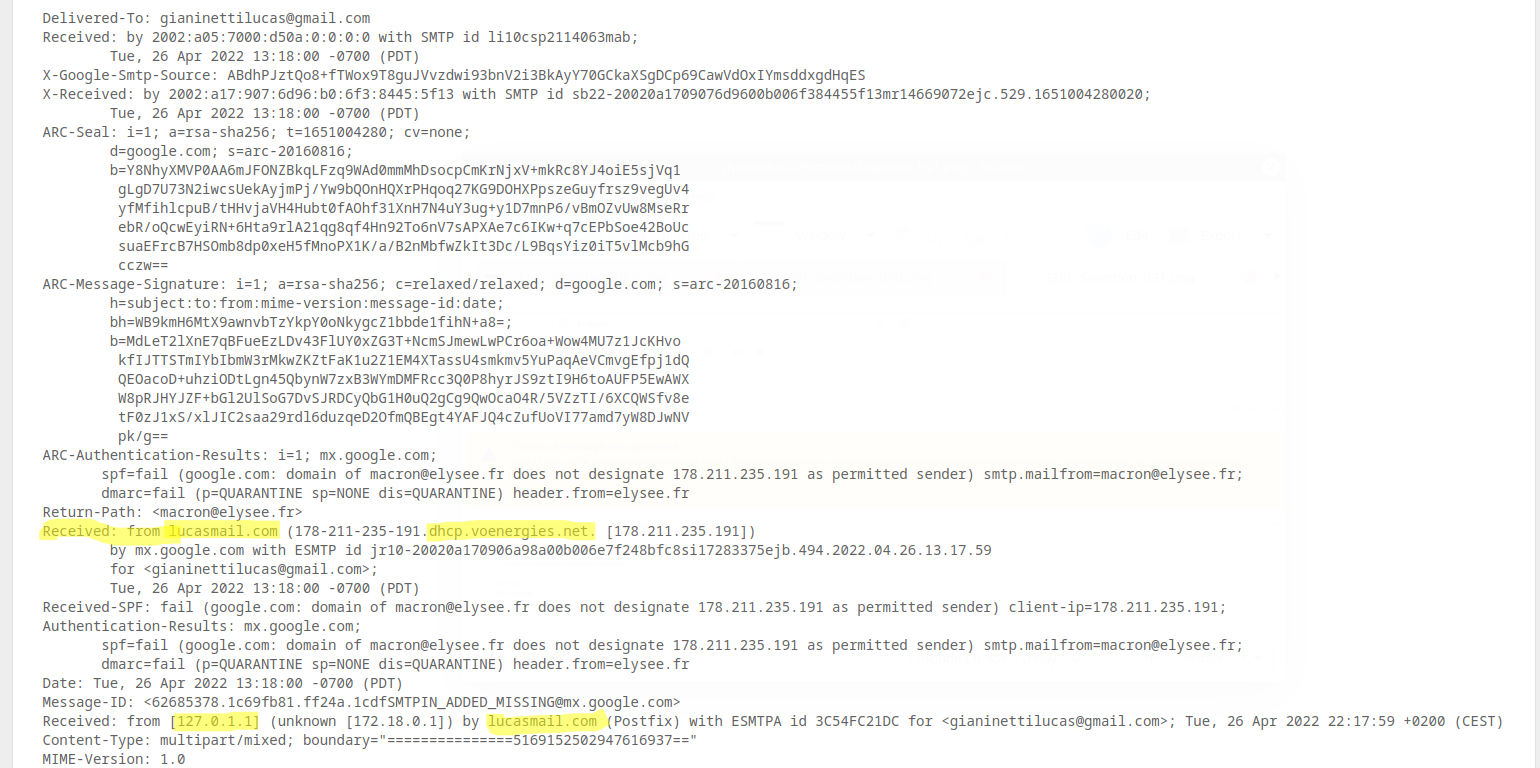 Delivered-To: gianinettilucas@gmail.com
Received: by 2002:a05:7000:d50a:0:0:0:0 with SMTP id li10csp2114063mab;
Tue, 26 Apr 2022 13:18:00 -0700 (PDT)
X-Google-Smtp-Source: ABdhPJztQo8+fTWox9T8guJVvzdwi93bnV2i3BkAyY70GCkaXSgDCp69CawVdOxIYmsddxgdHqES
X-Received: by 2002:a17:907:6d96:b0:6f3:8445:5f13 with SMTP id sb22-20020a1709076d9600b006f384455f13mr14669072ejc.529.1651004280020;
Tue, 26 Apr 2022 13:18:00 -0700 (PDT)
ARC-Seal: i=1; a=rsa-sha256; t=1651004280; cv=none;
d=google.com; s=arc-20160816;
b=Y8NhyXMVP0AA6mJFONZBkqLFzq9WAd0mmMhDsocpCmKrNjxV+mkRc8YJ4oiE5sjVq1
gLgD7U73N2iwcsUekAyjmPj/Yw9bQOnHQXrPHqoq27KG9DOHXPpszeGuyfrsz9vegUv4
yfMfihlcpuB/tHHvjaVH4Hubt0fAOhf31XnH7N4uY3ug+y1D7mnP6/vBmOZvUw8MseRr
ebR/oQcwEyiRN+6Hta9rlA21qg8qf4Hn92To6nV7sAPXAe7c6IKw+q7cEPbSoe42BoUc
suaEFrcB7HSOmb8dp0xeH5fMnoPX1K/a/B2nMbfwZkIt3Dc/L9BqsYiz0iT5vlMcb9hG
cczw==
ARC-Message-Signature: i=1; a=rsa-sha256; c=relaxed/relaxed; d=google.com; s=arc-20160816;
h=subject:to:from:mime-version:message-id:date;
bh=WB9kmH6MtX9awnvbTzYkpY0oNkygcZ1bbde1fihN+a8=;
b=MdLeT2lXnE7qBFueEzLDv43FlUY0xZG3T+NcmSJmewLwPCr6oa+Wow4MU7z1JcKHvo
kfIJTTSTmIYbIbmW3rMkwZKZtFaK1u2Z1EM4XTassU4smkmv5YuPaqAeVCmvgEfpj1dQ
QEOacoD+uhziODtLgn45QbynW7zxB3WYmDMFRcc3Q0P8hyrJS9ztI9H6toAUFP5EwAWX
W8pRJHYJZF+bGl2UlSoG7DvSJRDCyQbG1H0uQ2gCg9QwOcaO4R/5VZzTI/6XCQWSfv8e
tF0zJ1xS/xlJIC2saa29rdl6duzqeD2OfmQBEgt4YAFJQ4cZufUoVI77amd7yW8DJwNV
pk/g==
ARC-Authentication-Results: i=1; mx.google.com;
spf=fail (google.com: domain of macron@elysee.fr does not designate 178.211.235.191 as permitted sender) smtp.mailfrom=macron@elysee.fr;
dmarc=fail (p=QUARANTINE sp=NONE dis=QUARANTINE) header.from=elysee.fr
Return-Path: <macron@elysee.fr>
Received: from lucasmail.com (178-211-235-191.dhcp.voenergies.net. [178.211.235.191])
by mx.google.com with ESMTP id jr10-20020a170906a98a00b006e7f248bfc8si17283375ejb.494.2022.04.26.13.17.59
for <gianinettilucas@gmail.com>;
Tue, 26 Apr 2022 13:18:00 -0700 (PDT)
Received-SPF: fail (google.com: domain of macron@elysee.fr does not designate 178.211.235.191 as permitted sender) client-ip=178.211.235.191;
Authentication-Results: mx.google.com;
spf=fail (google.com: domain of macron@elysee.fr does not designate 178.211.235.191 as permitted sender) smtp.mailfrom=macron@elysee.fr;
dmarc=fail (p=QUARANTINE sp=NONE dis=QUARANTINE) header.from=elysee.fr
Date: Tue, 26 Apr 2022 13:18:00 -0700 (PDT)
Message-ID: <62685378.1c69fb81.ff24a.1cdfSMTPIN_ADDED_MISSING@mx.google.com>
Received: from [127.0.1.1] (unknown [172.18.0.1]) by lucasmail.com (Postfix) with ESMTPA id 3C54FC21DC for <gianinettilucas@gmail.com>; Tue, 26 Apr 2022 22:17:59 +0200 (CEST)
Content-Type: multipart/mixed; boundary="===============5169152502947616937=="
MIME-Version: 1.0